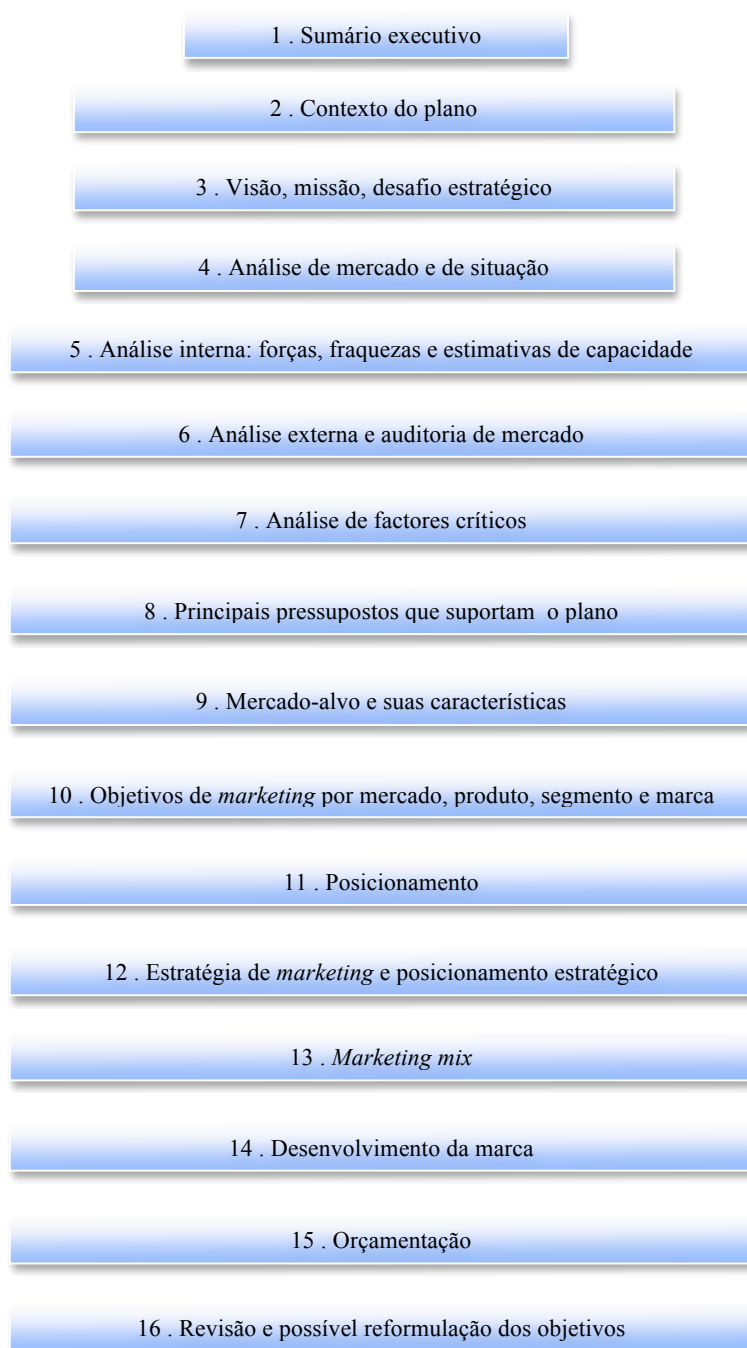 1 . Sumário executivo
2 . Contexto do plano
3 . Visão, missão, desafio estratégico
4 . Análise de mercado e de situação
5 . Análise interna: forças, fraquezas e estimativas de capacidade
6 . Análise externa e auditoria de mercado
7 . Análise de factores críticos
8 . Principais pressupostos que suportam o plano
9 . Mercado-alvo e suas características
10 . Objetivos de marketing por mercado, produto, segmento e marca
11 . Posicionamento
12 . Estratégia de marketing e posicionamento estratégico
13 . Marketing mix
14 . Desenvolvimento da marca
15 . Orçamentação
16 . Revisão e possível reformulação dos objetivos